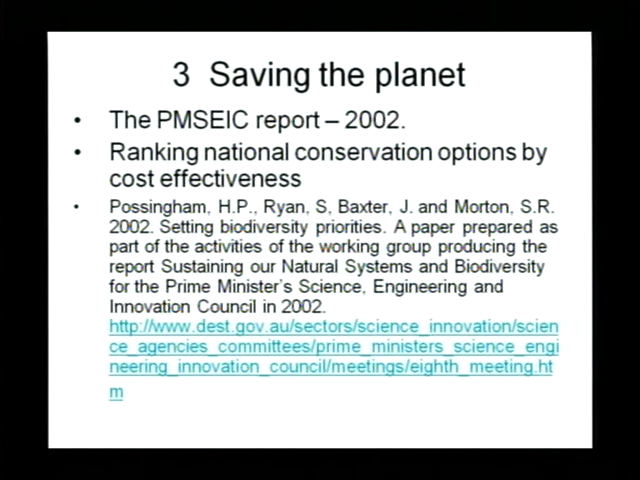 3 Saving the planet
• The PMSEIC report – 2002.
• Ranking national conservation options by
cost effectiveness
• Possingham, H.P., Ryan, S, Baxter, J. and Morton, S.R.
2002. Setting biodiversity priorities. A paper prepared as
part of the activities of the working group producing the
report Sustaining our Natural Systems and Biodiversity
for the Prime Minister's Science, Engineering and
Innovation Council in 2002.
http://www.dest.gov.au/sectors/science_innovation/scien
ce_agencies_committees/prime_ministers_science_engi
neering_innovation_council/meetings/eighth_meeting.ht
m